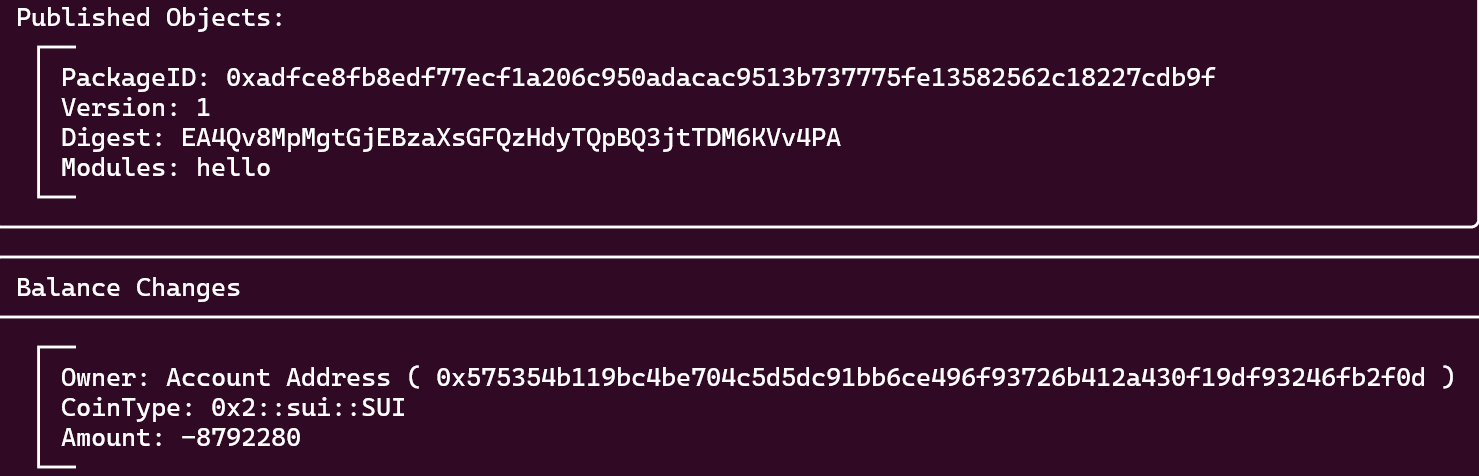 Published Objects:
PackageID: 0xadfce8fb8edf77ecf1a206c950adacac9513b737775fe13582562c18227cdb9f
Version: 1
Digest: EA4Qv8MpMgtGjEBzaXsGFQzHdyTQpBQ3jtTDM6KVv4PA
Modules: hello
Balance Changes
Owner: Account Address ( 0x575354b119bc4be704c5d5dc91bb6ce496f93726b412a430f19df93246fb2f0d )
CoinType: 0x2::sui::SUI
Amount: -8792280